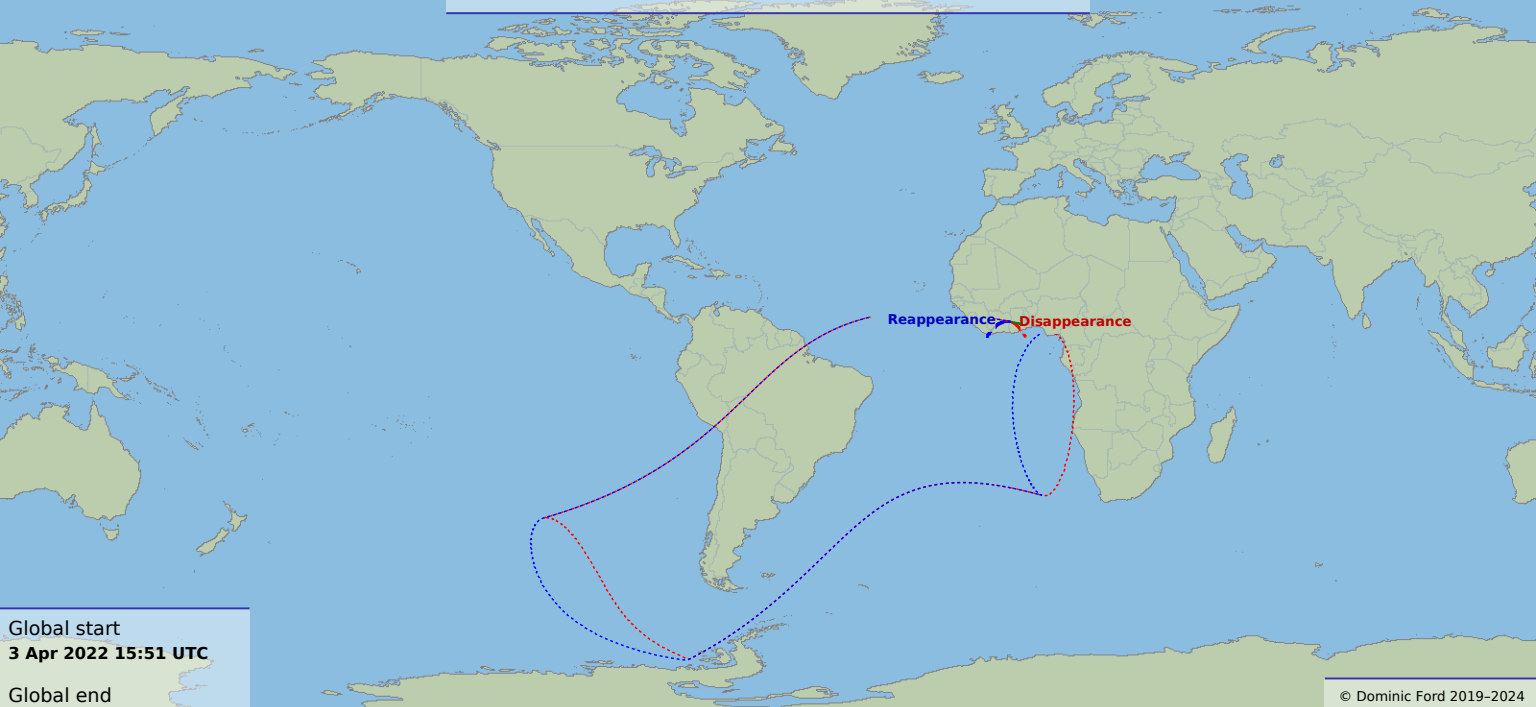 Reappearance
Disappearance
Global start
3 Apr 2022 15:51 UTC
Global end
© Dominic Ford 2019–2024